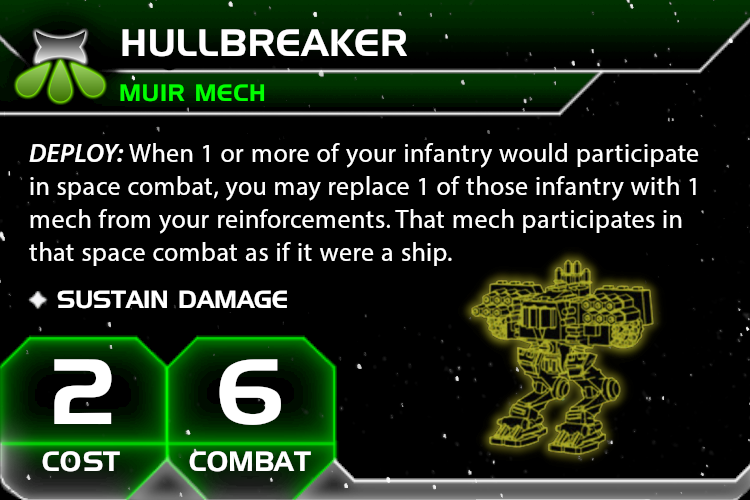 HULLBREAKER
MUIR MECH
DEPLOY: When 1 or more of your infantry would participate
in space combat, you may replace 1 of those infantry with 1
mech from your reinforcements. That mech participates in
that space combat as if it were a ship.
SUSTAIN DAMAGE
2
COST
6
COMBAT